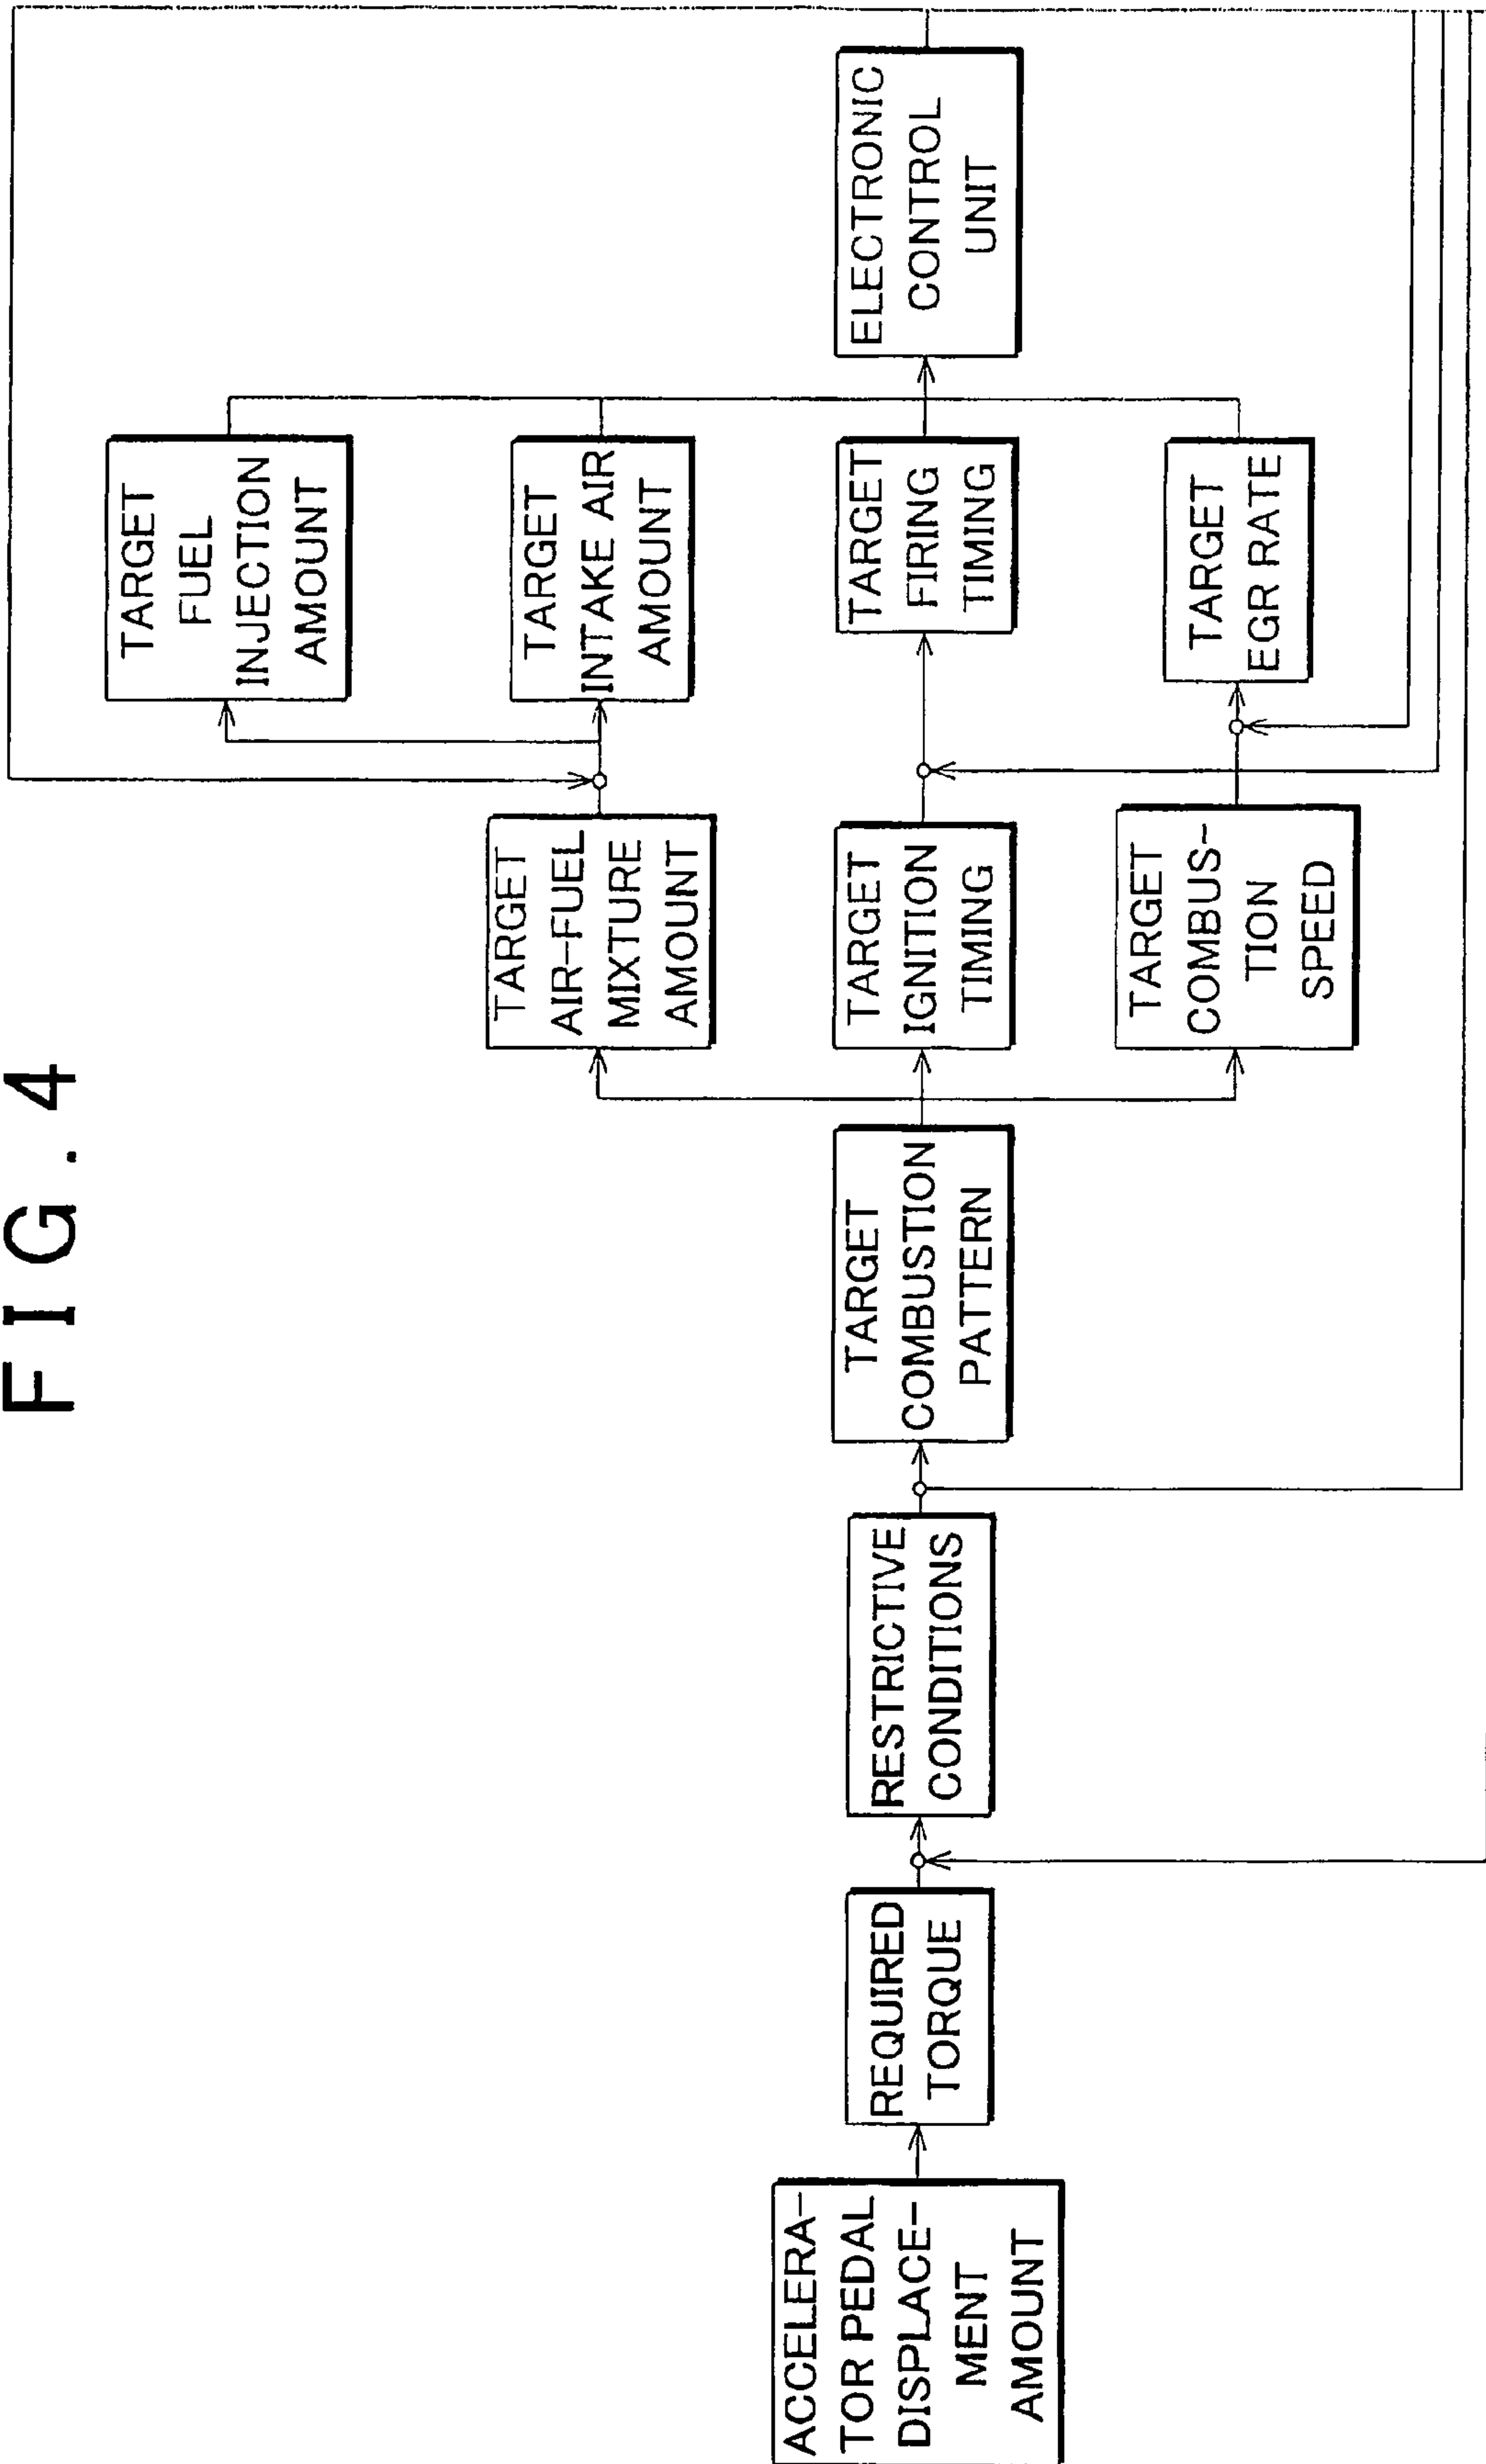 FIG. 4
ACCELERA-
TOR PEDAL
DISPLACE-
MENT
AMOUNT
REQUIRED
TORQUE
RESTRICTIVE
CONDITIONS
TARGET
COMBUSTION
PATTERN
TARGET
AIR-FUEL
MIXTURE
AMOUNT
TARGET
IGNITION
TIMING
TARGET
COMBUS-
TION
SPEED
TARGET
FUEL
INJECTION
AMOUNT
TARGET
INTAKE AIR
AMOUNT
TARGET
FIRING
TIMING
TARGET
EGR RATE
ELECTRONIC
CONTROL
UNIT